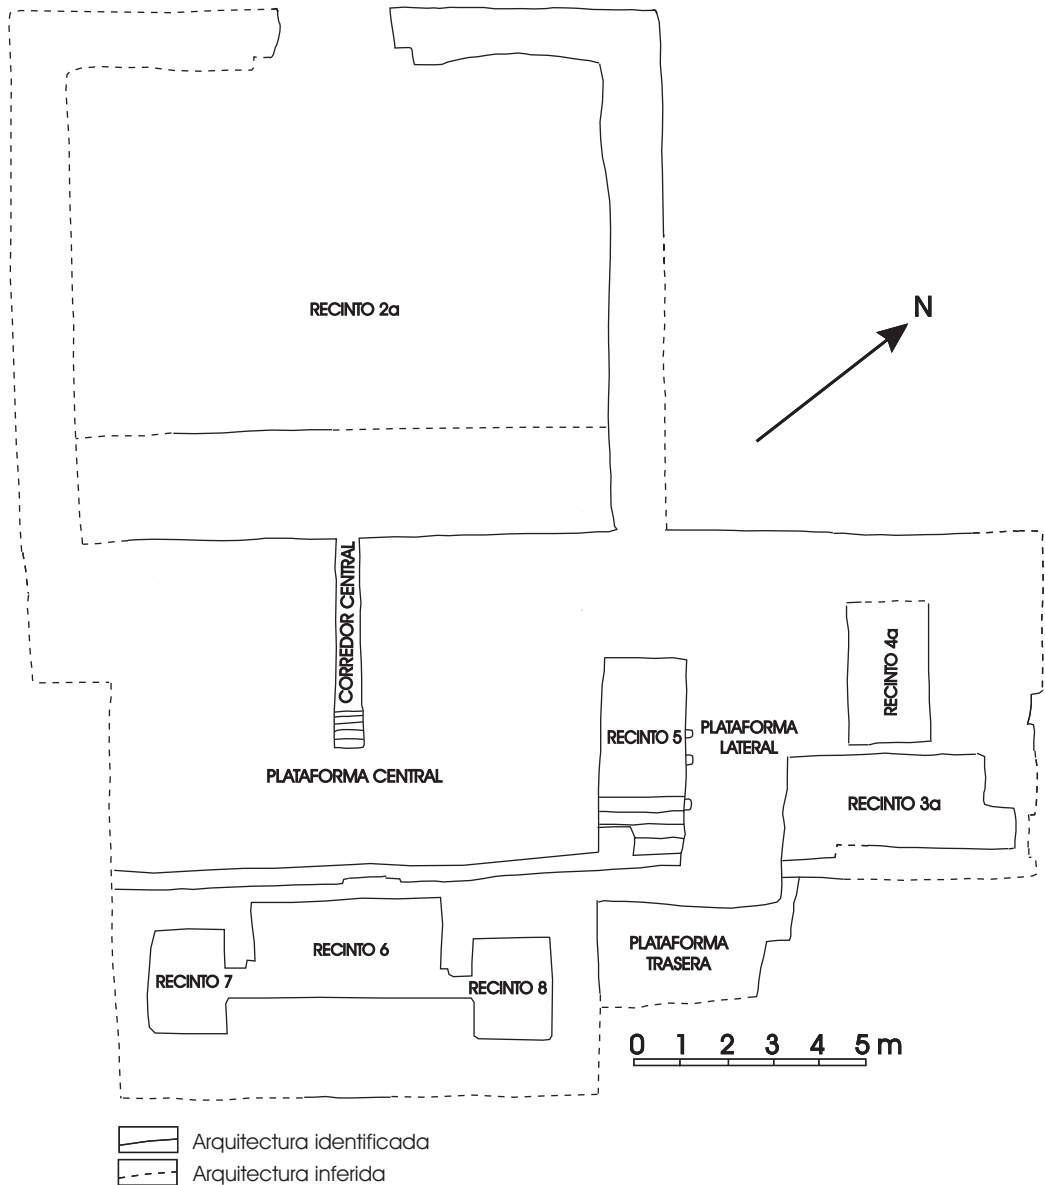 RECINTO 2a
N
CORREDOR CENTRAL
RECINTO 4a
RECINTO 5
PLATAFORMA
LATERAL
PLATAFORMA CENTRAL
RECINTO 3a
RECINTO 6
PLATAFORMA
TRASERA
RECINTO 7
RECINTO 8
0 1 2 3 4 5 m
Arquitectura identificada
Arquitectura inferida